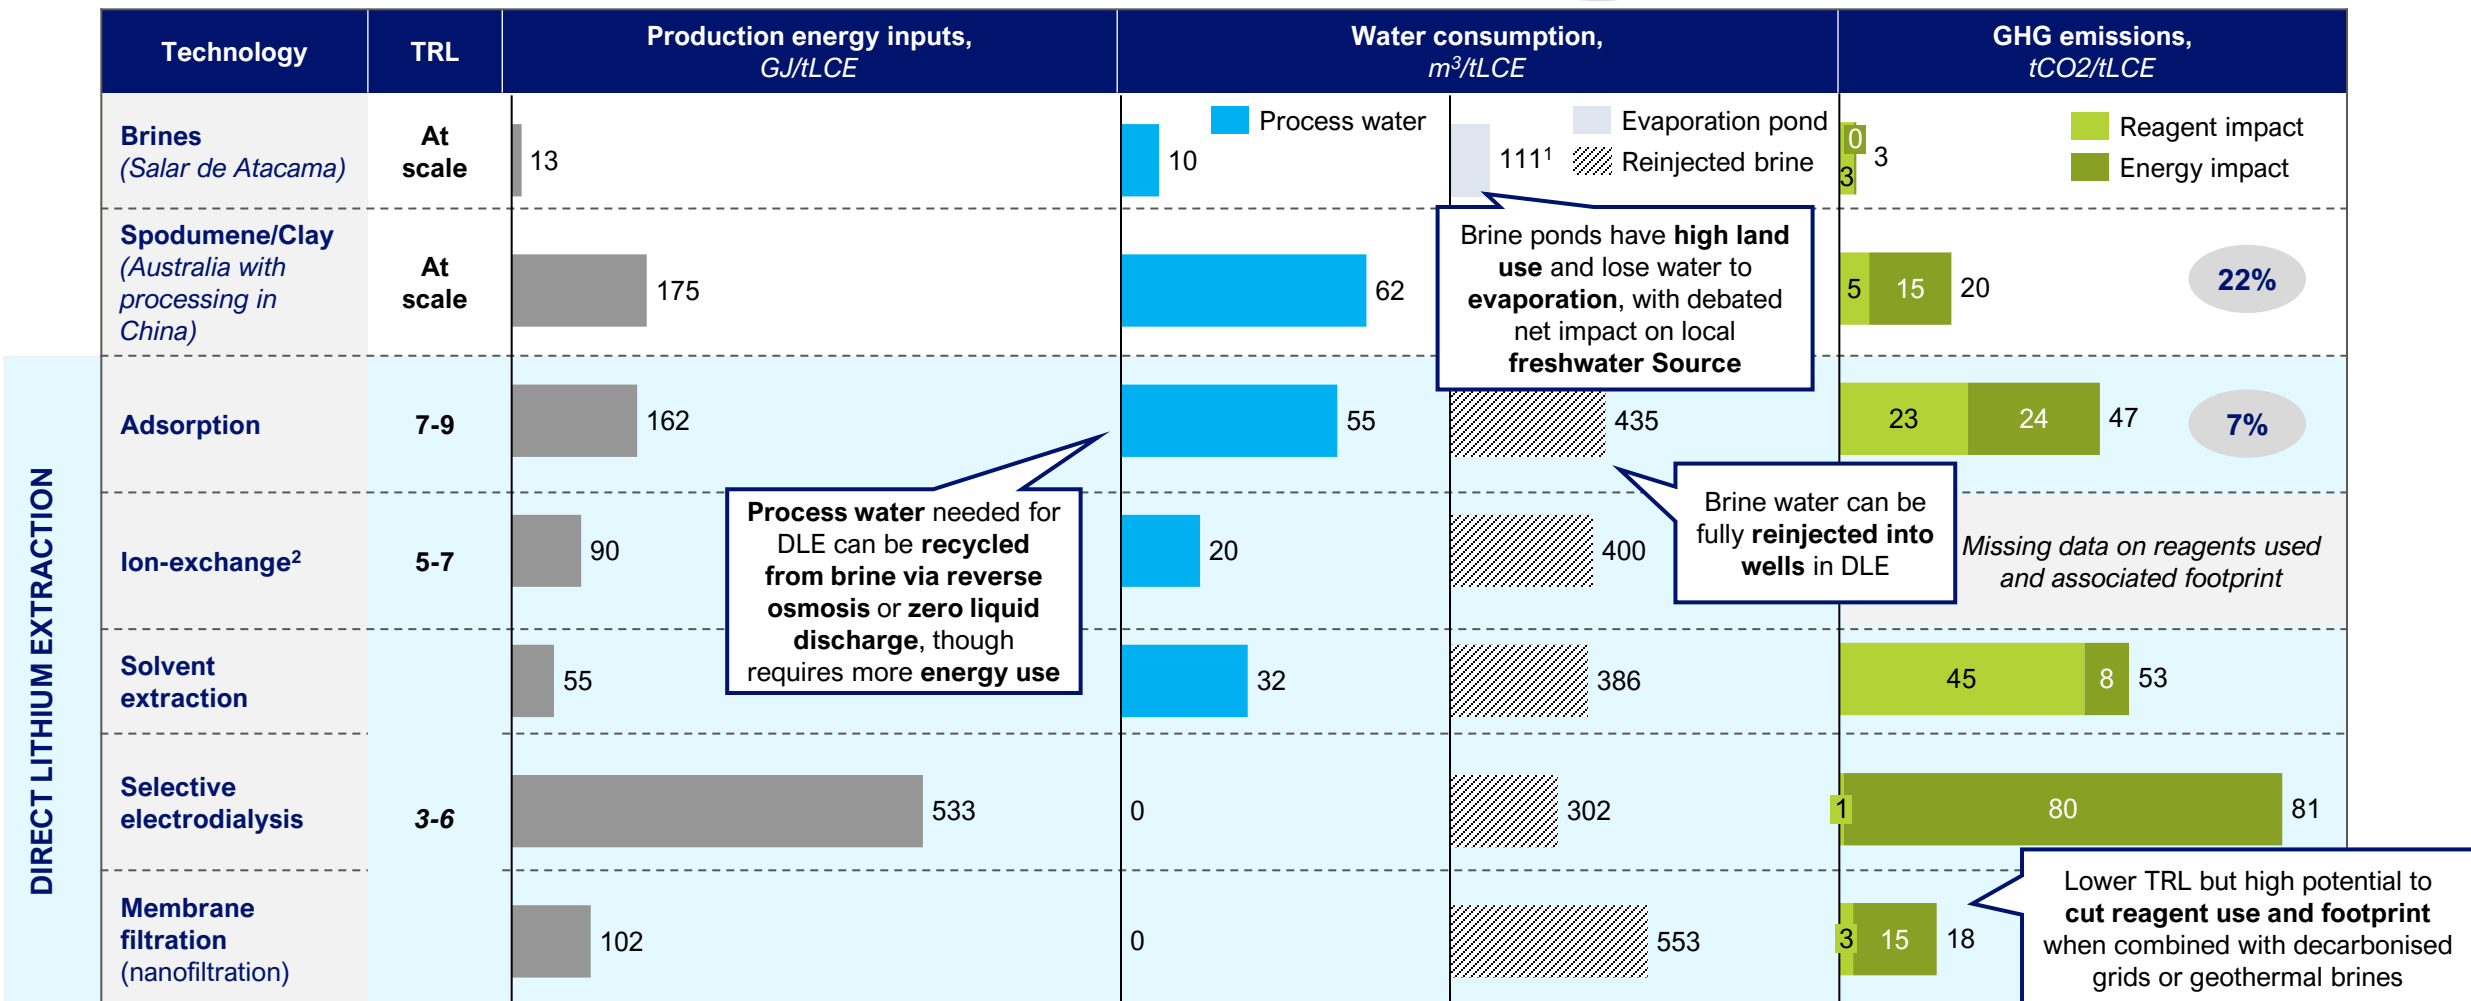 Technology
TRL
Production energy inputs,
GJ/tLCE
Water consumption,
m³/tLCE
GHG emissions,
tCO2/tLCE
Process water
Evaporation pond
Reinjected brine
Reagent impact
Energy impact
Brines
(Salar de Atacama)
At
scale
13
10
111¹
0
3
3
Spodumene/Clay
(Australia with
processing in
China)
At
scale
175
62
5
15
20
22%
Brine ponds have high land
use and lose water to
evaporation, with debated
net impact on local
freshwater Source
DIRECT LITHIUM EXTRACTION
Adsorption
7-9
162
55
435
23
24
47
7%
Process water needed for
DLE can be recycled
from brine via reverse
osmosis or zero liquid
discharge, though
requires more energy use
Brine water can be
fully reinjected into
wells in DLE
Ion-exchange²
5-7
90
20
400
Missing data on reagents used
and associated footprint
Solvent
extraction
55
32
386
45
8
53
Selective
electrodialysis
3-6
533
0
302
1
80
81
Membrane
filtration
(nanofiltration)
102
0
553
3
15
18
Lower TRL but high potential to
cut reagent use and footprint
when combined with decarbonised
grids or geothermal brines